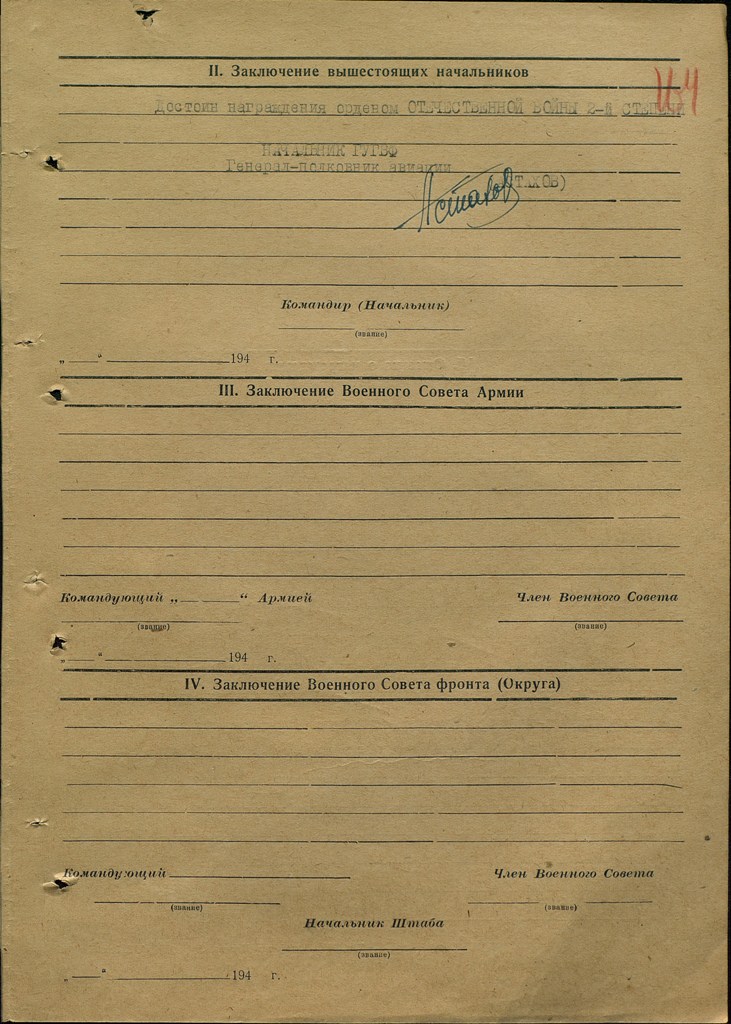 II. Заключение вышестоящих начальников
Достоин награждения орденом ОТЕЧЕСТВЕННОЙ ВОЙНЫ 2-й СТЕПЕНИ
НАЧАЛЬНИК ГУГВФ
Генерал-полковник авиации
Астахов
ТАХОВ)
Командир (Начальник)
(звание)
„ “ 194 г.
III. Заключение Военного Совета Армии
Командующий „ “ Армией Член Военного Совета
(звание) (звание)
„ “ 194 г.
IV. Заключение Военного Совета фронта (Округа)
Командующий Член Военного Совета
(звание) (звание)
Начальник Штаба
(звание)
„ “ 194 г.